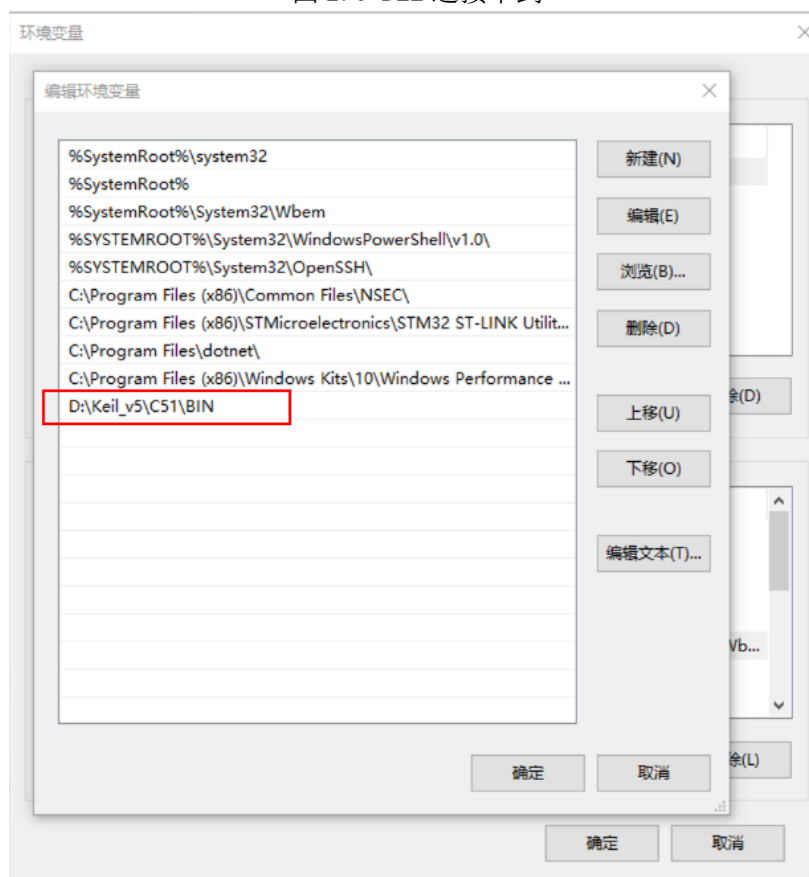 环境变量
编辑环境变量
%SystemRoot%\system32
%SystemRoot%
%SystemRoot%\System32\Wbem
%SYSTEMROOT%\System32\WindowsPowerShell\v1.0\
%SYSTEMROOT%\System32\OpenSSH\
C:\Program Files (x86)\Common Files\NSEC\
C:\Program Files (x86)\STMicroelectronics\STM32 ST-LINK Utilit...
C:\Program Files\dotnet\
C:\Program Files (x86)\Windows Kits\10\Windows Performance ...
D:\Keil_v5\C51\BIN
新建(N)
编辑(E)
浏览(B)...
删除(D)
上移(U)
下移(O)
编辑文本(T)...
确定
取消
除(D)
Wb...
除(L)
确定
取消